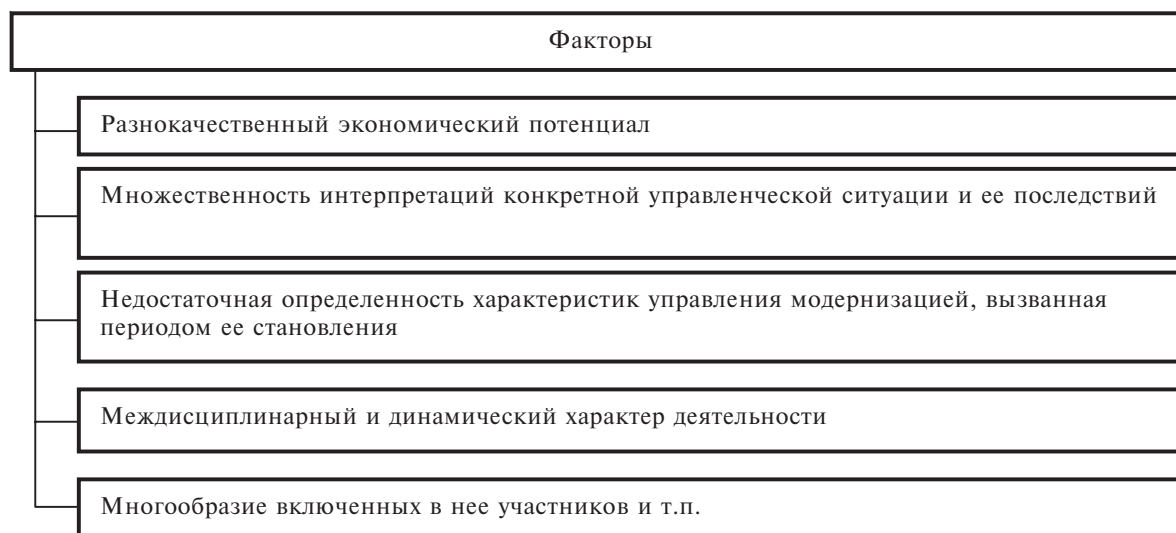 Факторы
Разнокачественный экономический потенциал
Множественность интерпретаций конкретной управленческой ситуации и ее последствий
Недостаточная определенность характеристик управления модернизацией, вызванная
периодом ее становления
Междисциплинарный и динамический характер деятельности
Многообразие включенных в нее участников и т.п.